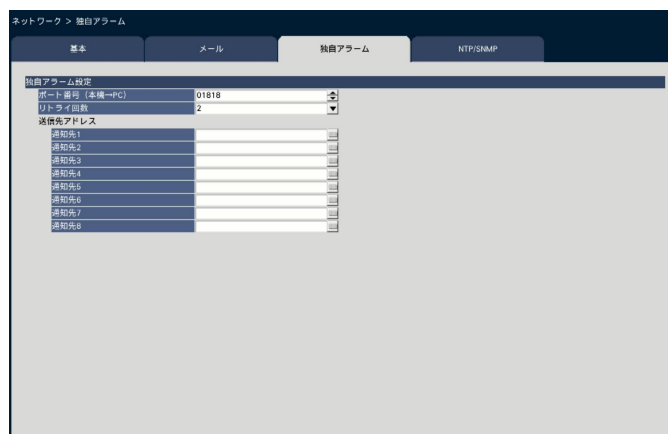 ネットワーク > 独自アラーム
基本 メール 独自アラーム NTP/SNMP
独自アラーム設定
ポート番号（本機→PC） 01818
リトライ回数 2
送信先アドレス
通知先1
通知先2
通知先3
通知先4
通知先5
通知先6
通知先7
通知先8